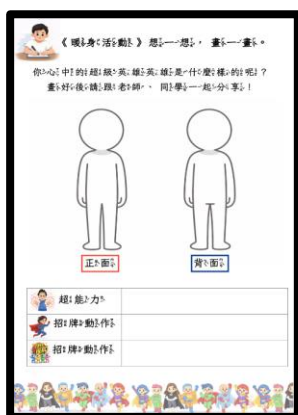 《暖身活動》想一想，畫一畫。
你心中的超級英雄英雄是什麼樣的呢？
畫好後請跟老師、同學一起分享！
正面
背面
超能力
招牌動作
招牌動作